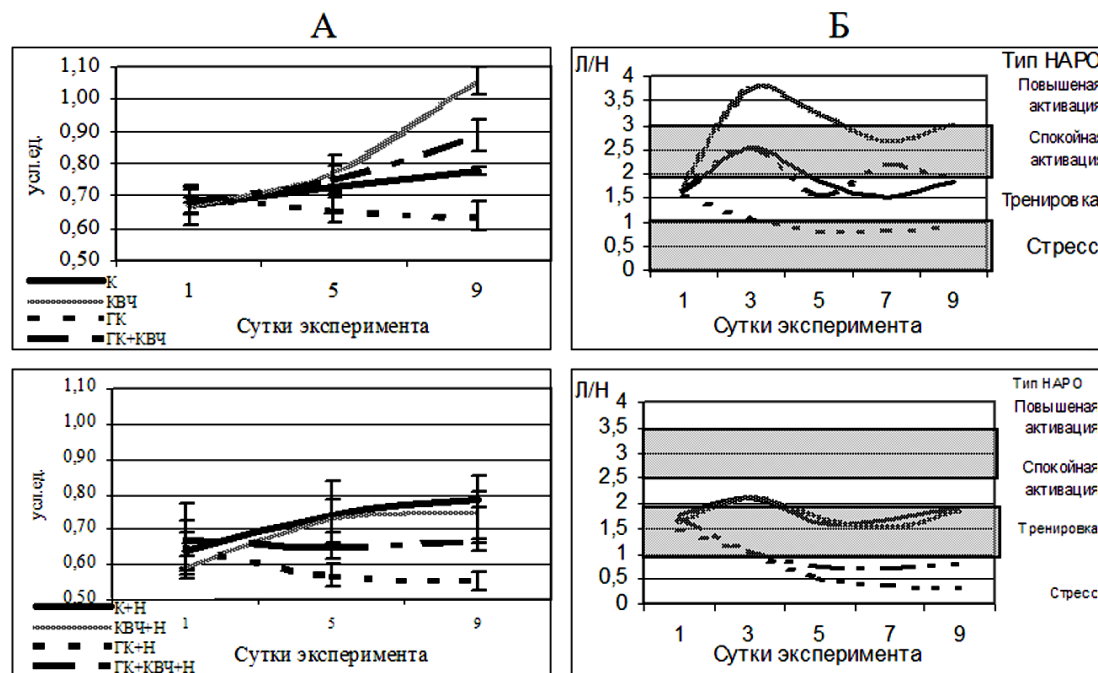 А
Б
1,10
1,00
0,90
0,80
0,70
0,60
0,50
усл.ед.
1 5 9
К
КВЧ
ГК
ГК+КВЧ
Сутки эксперимента
Л/Н
4
3,5
3
2,5
2
1,5
1
0,5
0
Тип НАРО
Повышеная
активация
Спокойная
активация
Тренировка
Стресс
1 3 5 7 9
Сутки эксперимента
1,10
1,00
0,90
0,80
0,70
0,60
0,50
усл.ед.
1 5 9
К+Н
КВЧ+Н
ГК+Н
ГК+КВЧ+Н
Сутки эксперимента
Л/Н
4
3,5
3
2,5
2
1,5
1
0,5
0
Тип НАРО
Повышеная
активация
Спокойная
активация
Тренировка
Стресс
1 3 5 7 9
Сутки эксперимента